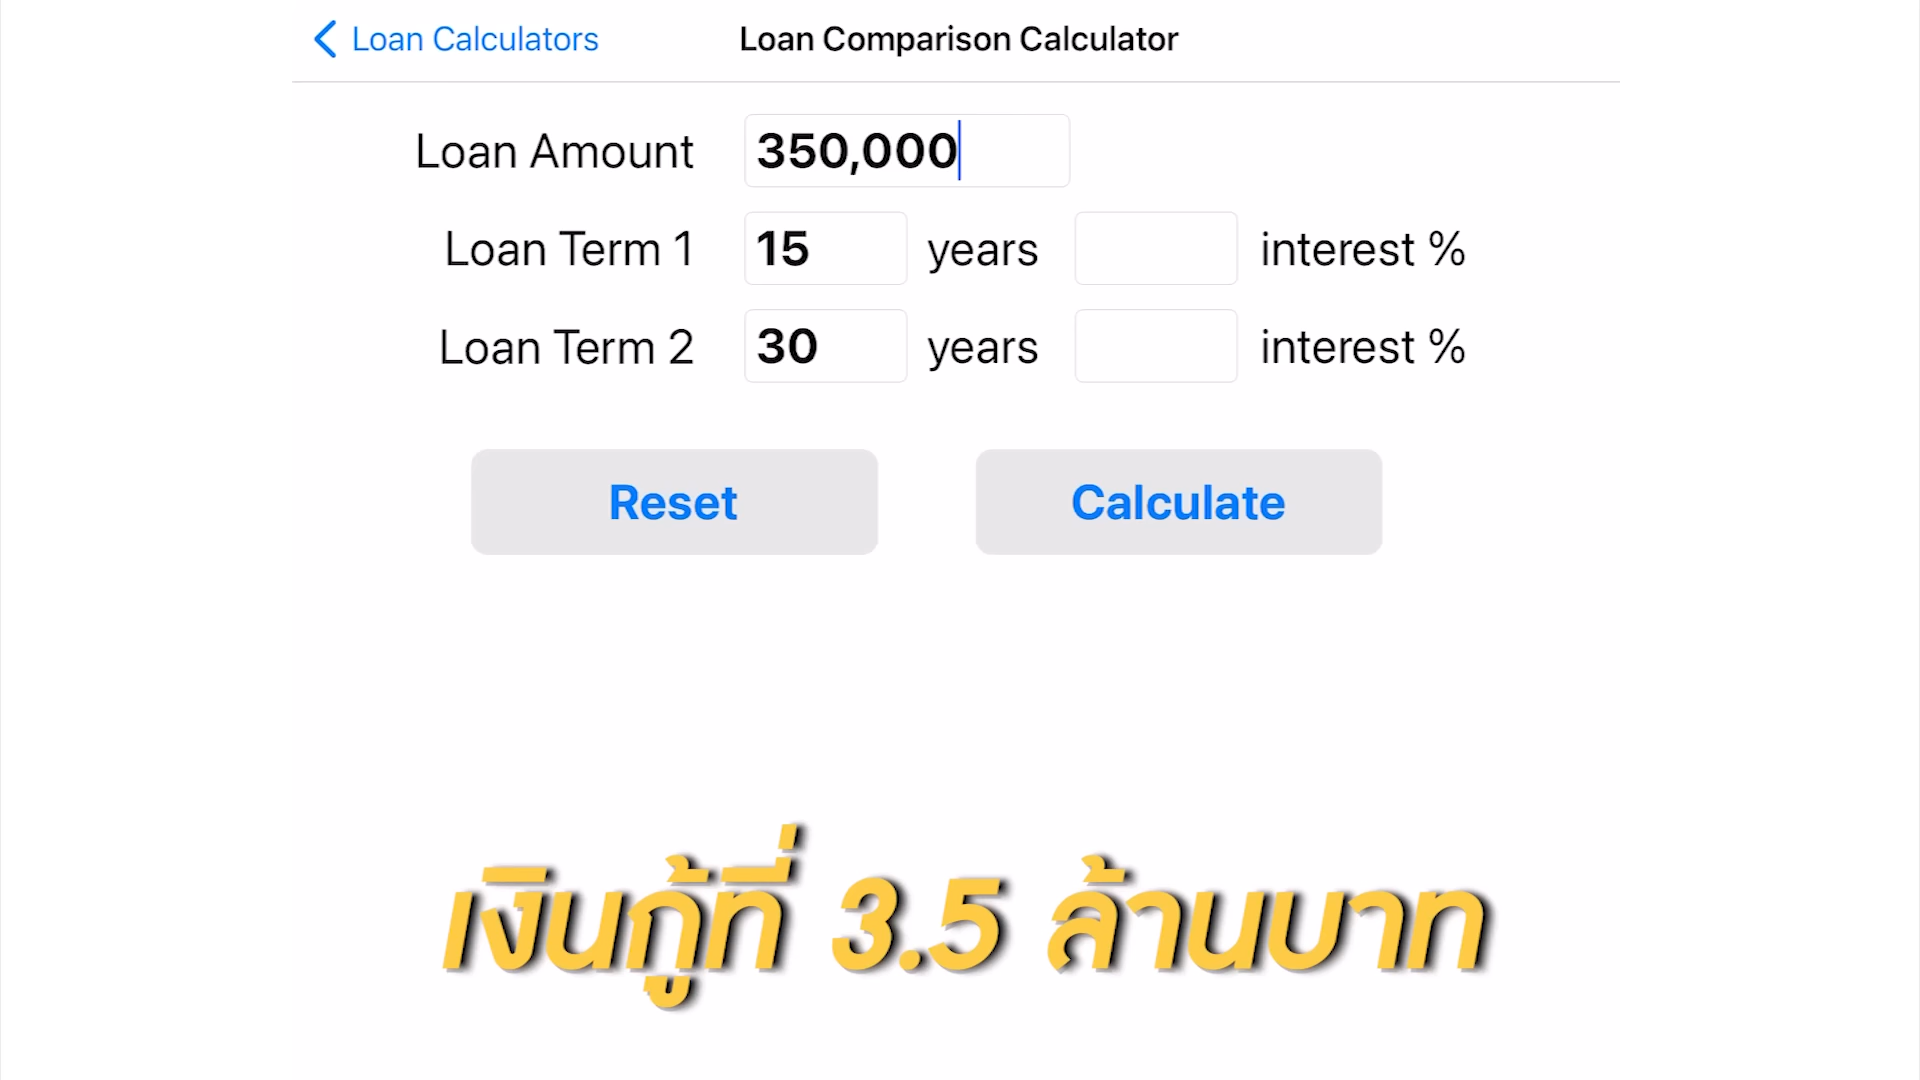 Loan Calculators Loan Comparison Calculator
Loan Amount 350,000
Loan Term 1 15 years interest %
Loan Term 2 30 years interest %
Reset Calculate
เงินกู้ที่ 3.5 ล้านบาท